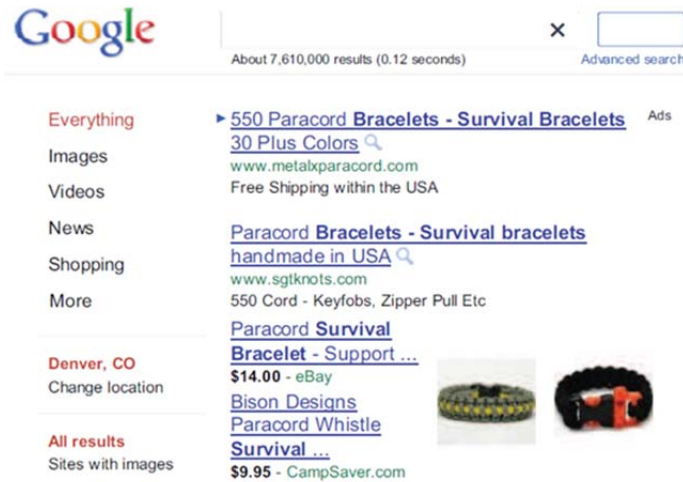 Google
×
About 7,610,000 results (0.12 seconds)
Advanced search
Everything
Images
Videos
News
Shopping
More
Denver, CO
Change location
All results
Sites with images
550 Paracord Bracelets - Survival Bracelets
30 Plus Colors
www.metalxparacord.com
Free Shipping within the USA
Ads
Paracord Bracelets - Survival bracelets
handmade in USA
www.sgtknots.com
550 Cord - Keyfobs, Zipper Pull Etc
Paracord Survival
Bracelet - Support ...
$14.00 - eBay
Bison Designs
Paracord Whistle
Survival ...
$9.95 - CampSaver.com